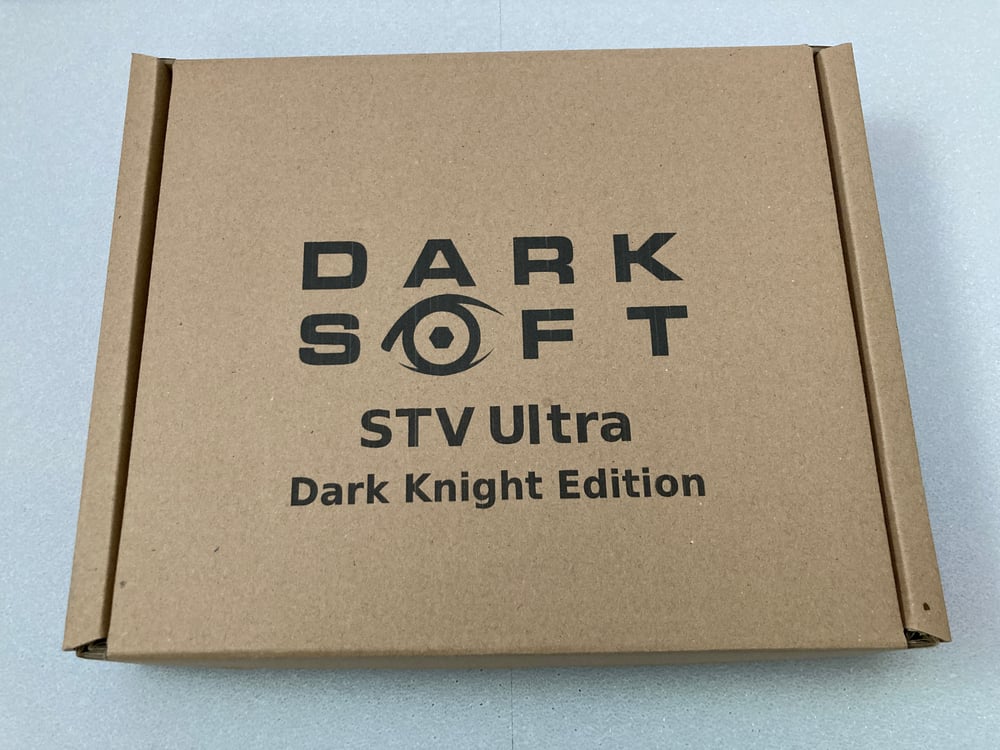 DARK
SOFT
STV Ultra
Dark Knight Edition